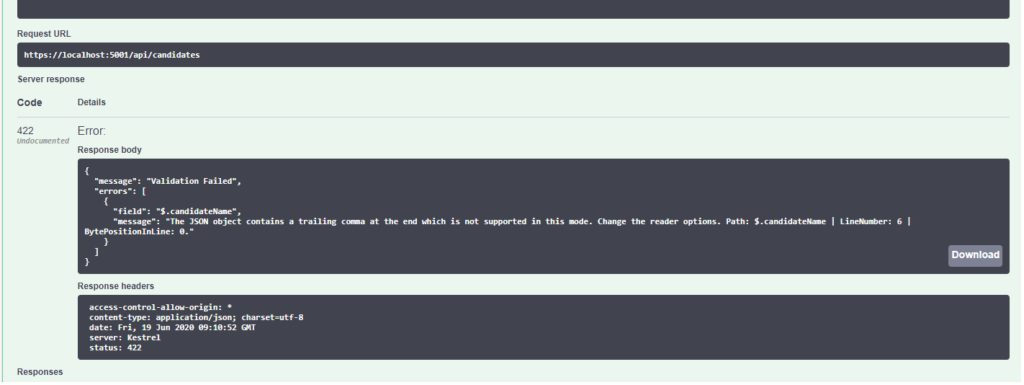 Request URL
https://localhost:5001/api/candidates
Server response
Code Details
422 Error:
Undocumented
Response body
{
  "message": "Validation Failed",
  "errors": [
    {
      "field": "$.candidateName",
      "message": "The JSON object contains a trailing comma at the end which is not supported in this mode. Change the reader options. Path: $.candidateName | LineNumber: 6 |
BytePositionInLine: 0."
    }
  ]
}
Download
Response headers
access-control-allow-origin: *
content-type: application/json; charset=utf-8
date: Fri, 19 Jun 2020 09:10:52 GMT
server: Kestrel
status: 422
Responses